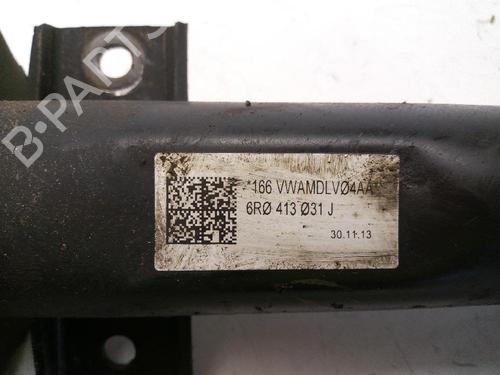 B-PARTS
*166 VWAMDLVØ4AA*
6RØ 413 Ø31 J
30.11.13